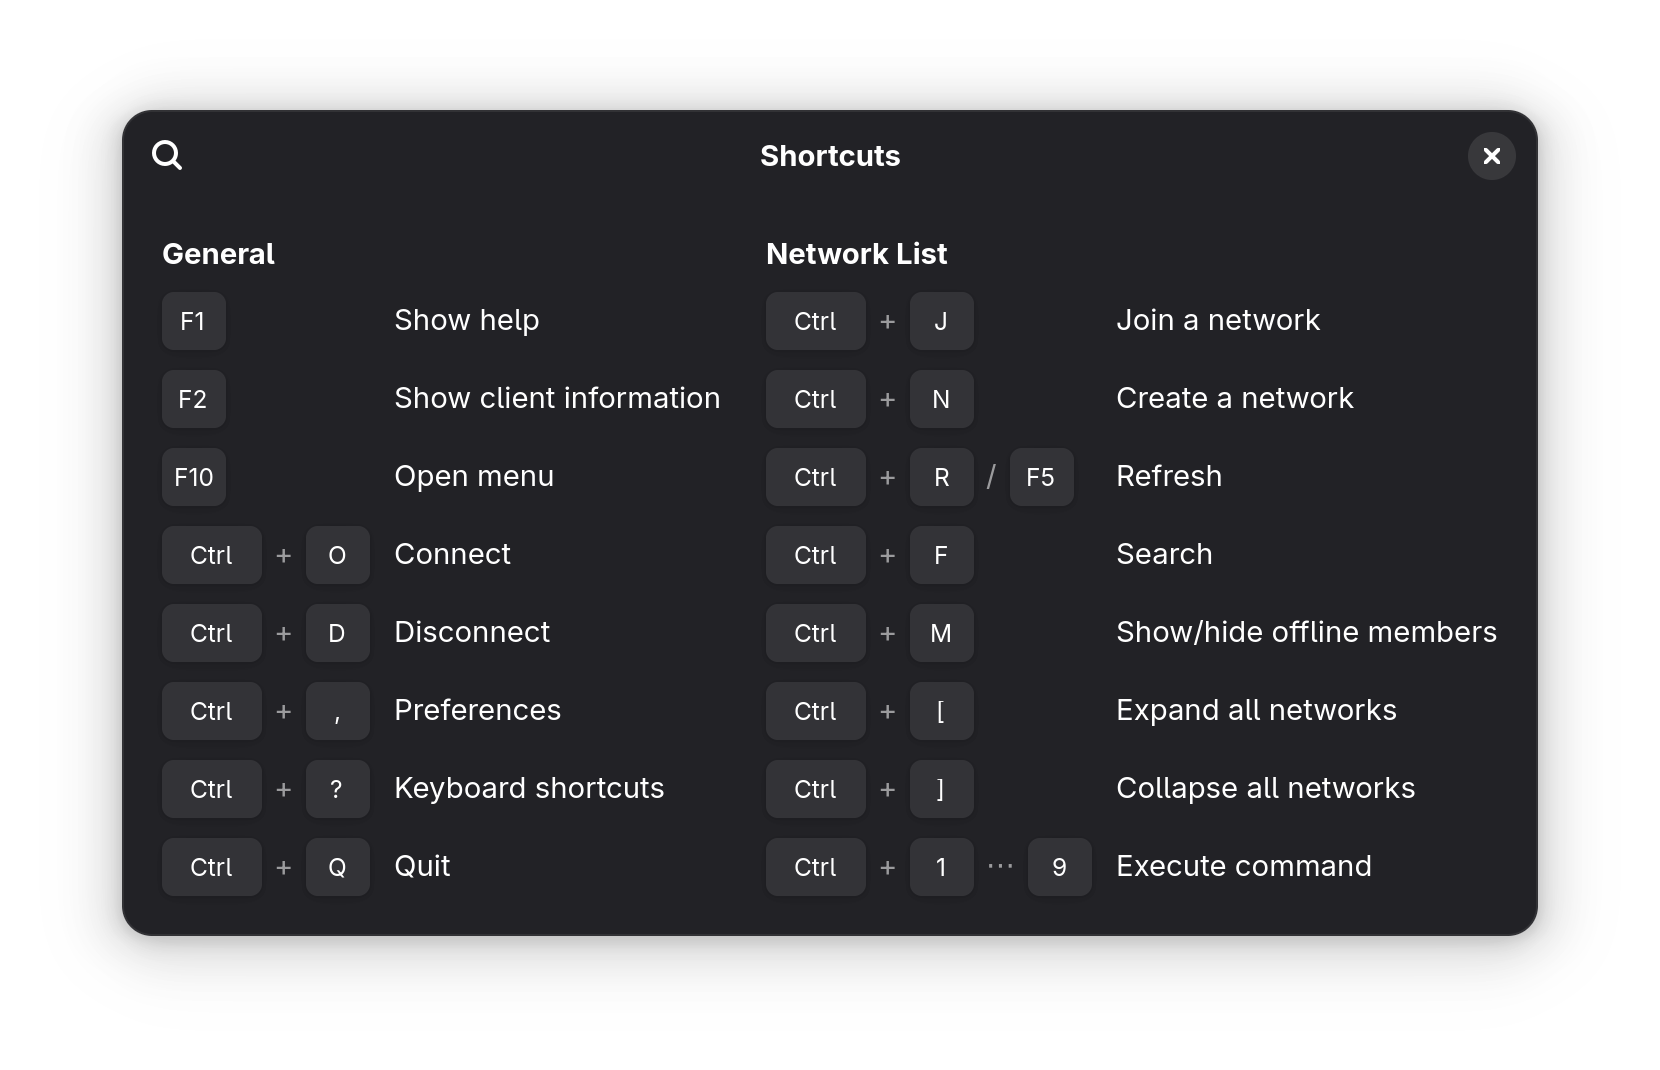 Shortcuts
General
F1 Show help
F2 Show client information
F10 Open menu
Ctrl + O Connect
Ctrl + D Disconnect
Ctrl + , Preferences
Ctrl + ? Keyboard shortcuts
Ctrl + Q Quit
Network List
Ctrl + J Join a network
Ctrl + N Create a network
Ctrl + R / F5 Refresh
Ctrl + F Search
Ctrl + M Show/hide offline members
Ctrl + [ Expand all networks
Ctrl + ] Collapse all networks
Ctrl + 1 ⋯ 9 Execute command